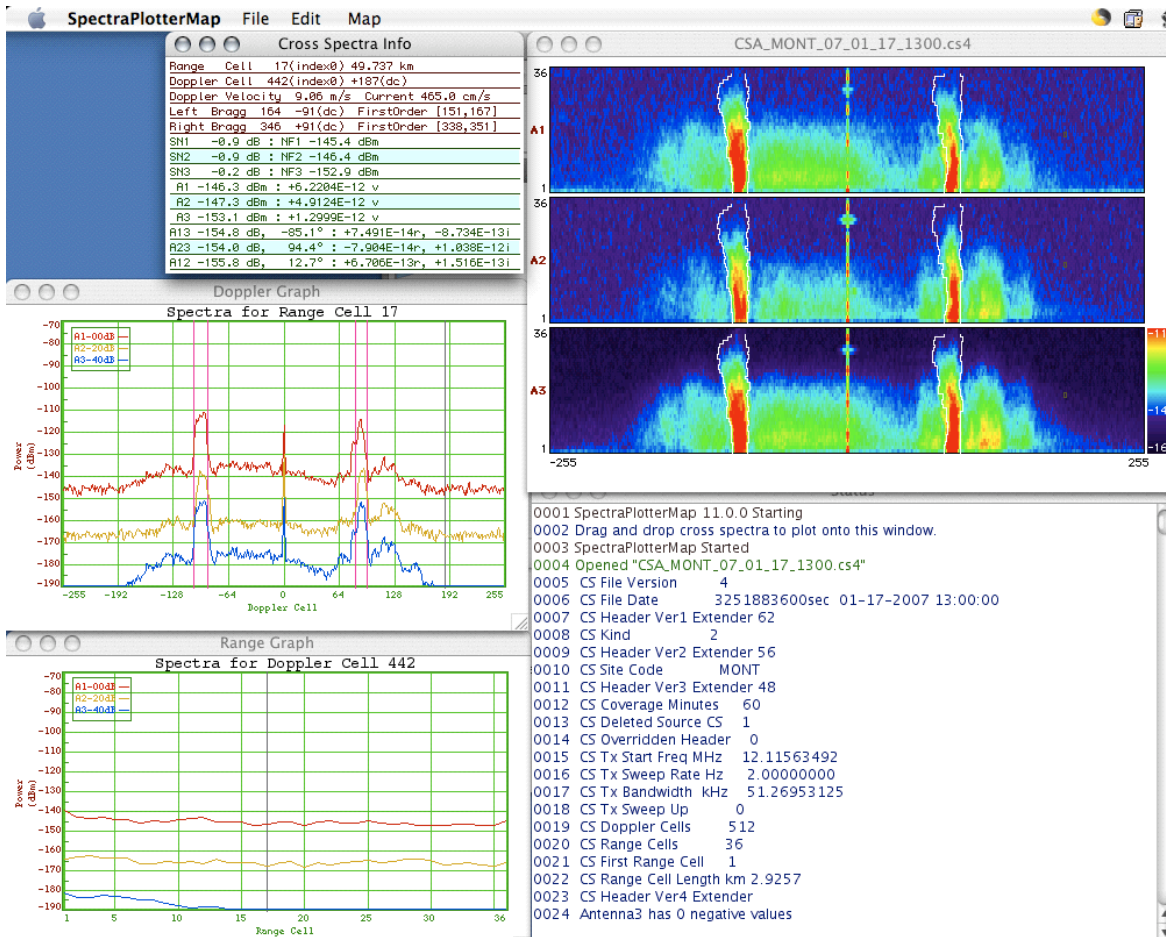 SpectraPlotterMap File Edit Map
Cross Spectra Info
Range Cell 17(index0) 49.737 km
Doppler Cell 442(index0) +187(dc)
Doppler Velocity 9.06 m/s Current 465.0 cm/s
Left Bragg 164 -91(dc) FirstOrder [151,167]
Right Bragg 346 +91(dc) FirstOrder [338,351]
SN1 -0.9 dB : NF1 -145.4 dBm
SN2 -0.9 dB : NF2 -146.4 dBm
SN3 -0.2 dB : NF3 -152.9 dBm
A1 -146.3 dBm : +6.2204E-12 v
A2 -147.3 dBm : +4.9124E-12 v
A3 -153.1 dBm : +1.2999E-12 v
A13 -154.8 dB, -85.1° : +7.491E-14r, -8.734E-13i
A23 -154.0 dB, 94.4° : -7.904E-14r, +1.038E-12i
A12 -155.8 dB, 12.7° : +6.706E-13r, +1.516E-13i
CSA_MONT_07_01_17_1300.cs4
36
A1
1
36
A2
1
36
A3
1
-255 255
-11
-14
-16
Doppler Graph
Spectra for Range Cell 17
A1-00dB
A2-20dB
A3-40dB
-70
-80
-90
-100
-110
-120
-130
-140
-150
-160
-170
-180
-190
Power
(dBm)
-255 -192 -128 -64 0 64 128 192 255
Doppler Cell
Range Graph
Spectra for Doppler Cell 442
A1-00dB
A2-20dB
A3-40dB
-70
-80
-90
-100
-110
-120
-130
-140
-150
-160
-170
-180
-190
Power
(dBm)
1 5 10 15 20 25 30 36
Range Cell
Status
0001 SpectraPlotterMap 11.0.0 Starting
0002 Drag and drop cross spectra to plot onto this window.
0003 SpectraPlotterMap Started
0004 Opened "CSA_MONT_07_01_17_1300.cs4"
0005 CS File Version 4
0006 CS File Date 3251883600sec 01-17-2007 13:00:00
0007 CS Header Ver1 Extender 62
0008 CS Kind 2
0009 CS Header Ver2 Extender 56
0010 CS Site Code MONT
0011 CS Header Ver3 Extender 48
0012 CS Coverage Minutes 60
0013 CS Deleted Source CS 1
0014 CS Overridden Header 0
0015 CS Tx Start Freq MHz 12.11563492
0016 CS Tx Sweep Rate Hz 2.00000000
0017 CS Tx Bandwidth kHz 51.26953125
0018 CS Tx Sweep Up 0
0019 CS Doppler Cells 512
0020 CS Range Cells 36
0021 CS First Range Cell 1
0022 CS Range Cell Length km 2.9257
0023 CS Header Ver4 Extender
0024 Antenna3 has 0 negative values